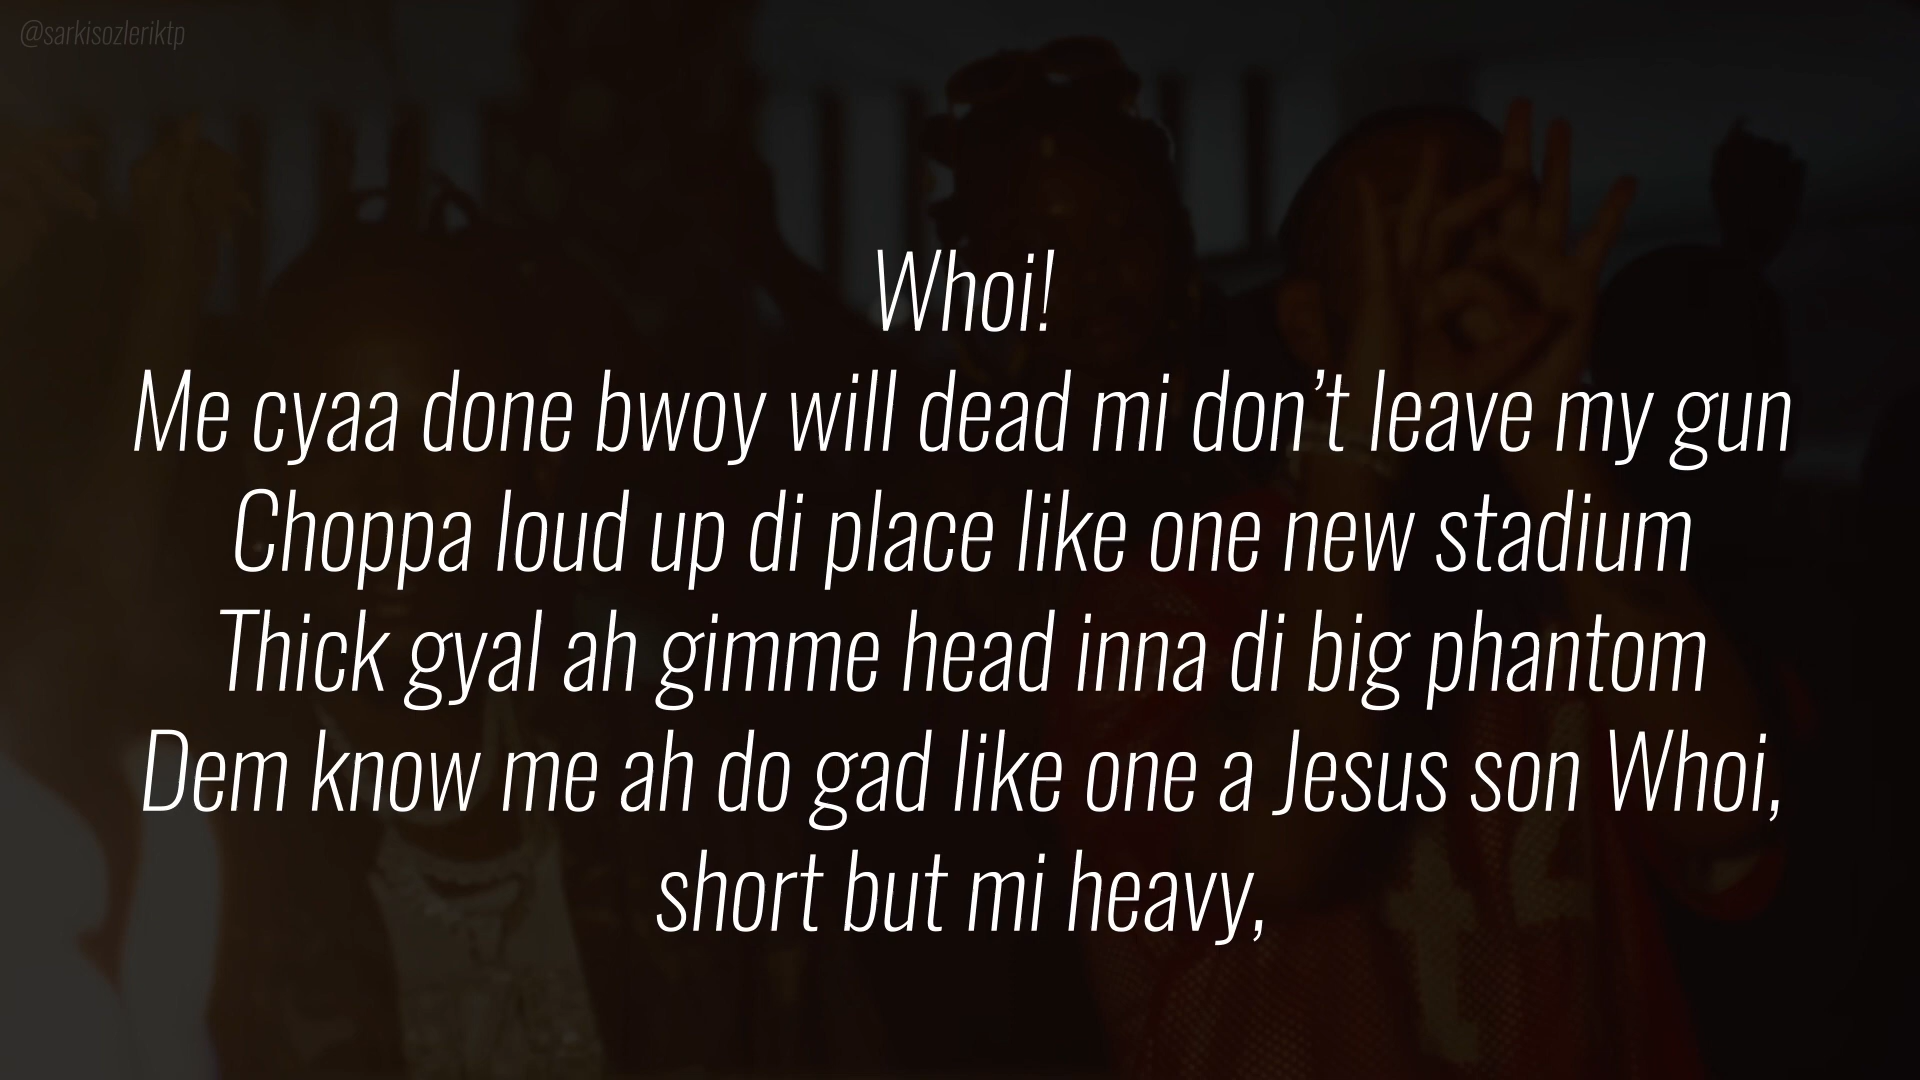 @sarkisozleriktp
Whoi!
Me cyaa done bwoy will dead mi don’t leave my gun
Choppa loud up di place like one new stadium
Thick gyal ah gimme head inna di big phantom
Dem know me ah do gad like one a Jesus son Whoi,
short but mi heavy,